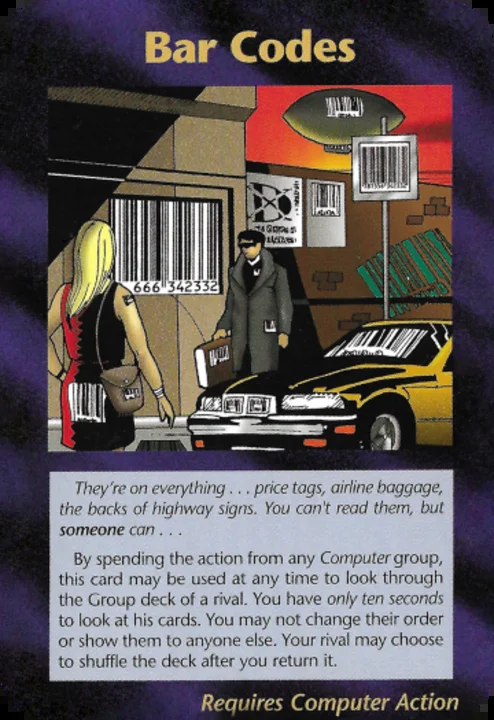 Bar Codes
666 342332
They're on everything . . . price tags, airline baggage,
the backs of highway signs. You can't read them, but
someone can . . .
By spending the action from any Computer group,
this card may be used at any time to look through
the Group deck of a rival. You have only ten seconds
to look at his cards. You may not change their order
or show them to anyone else. Your rival may choose
to shuffle the deck after you return it.
Requires Computer Action